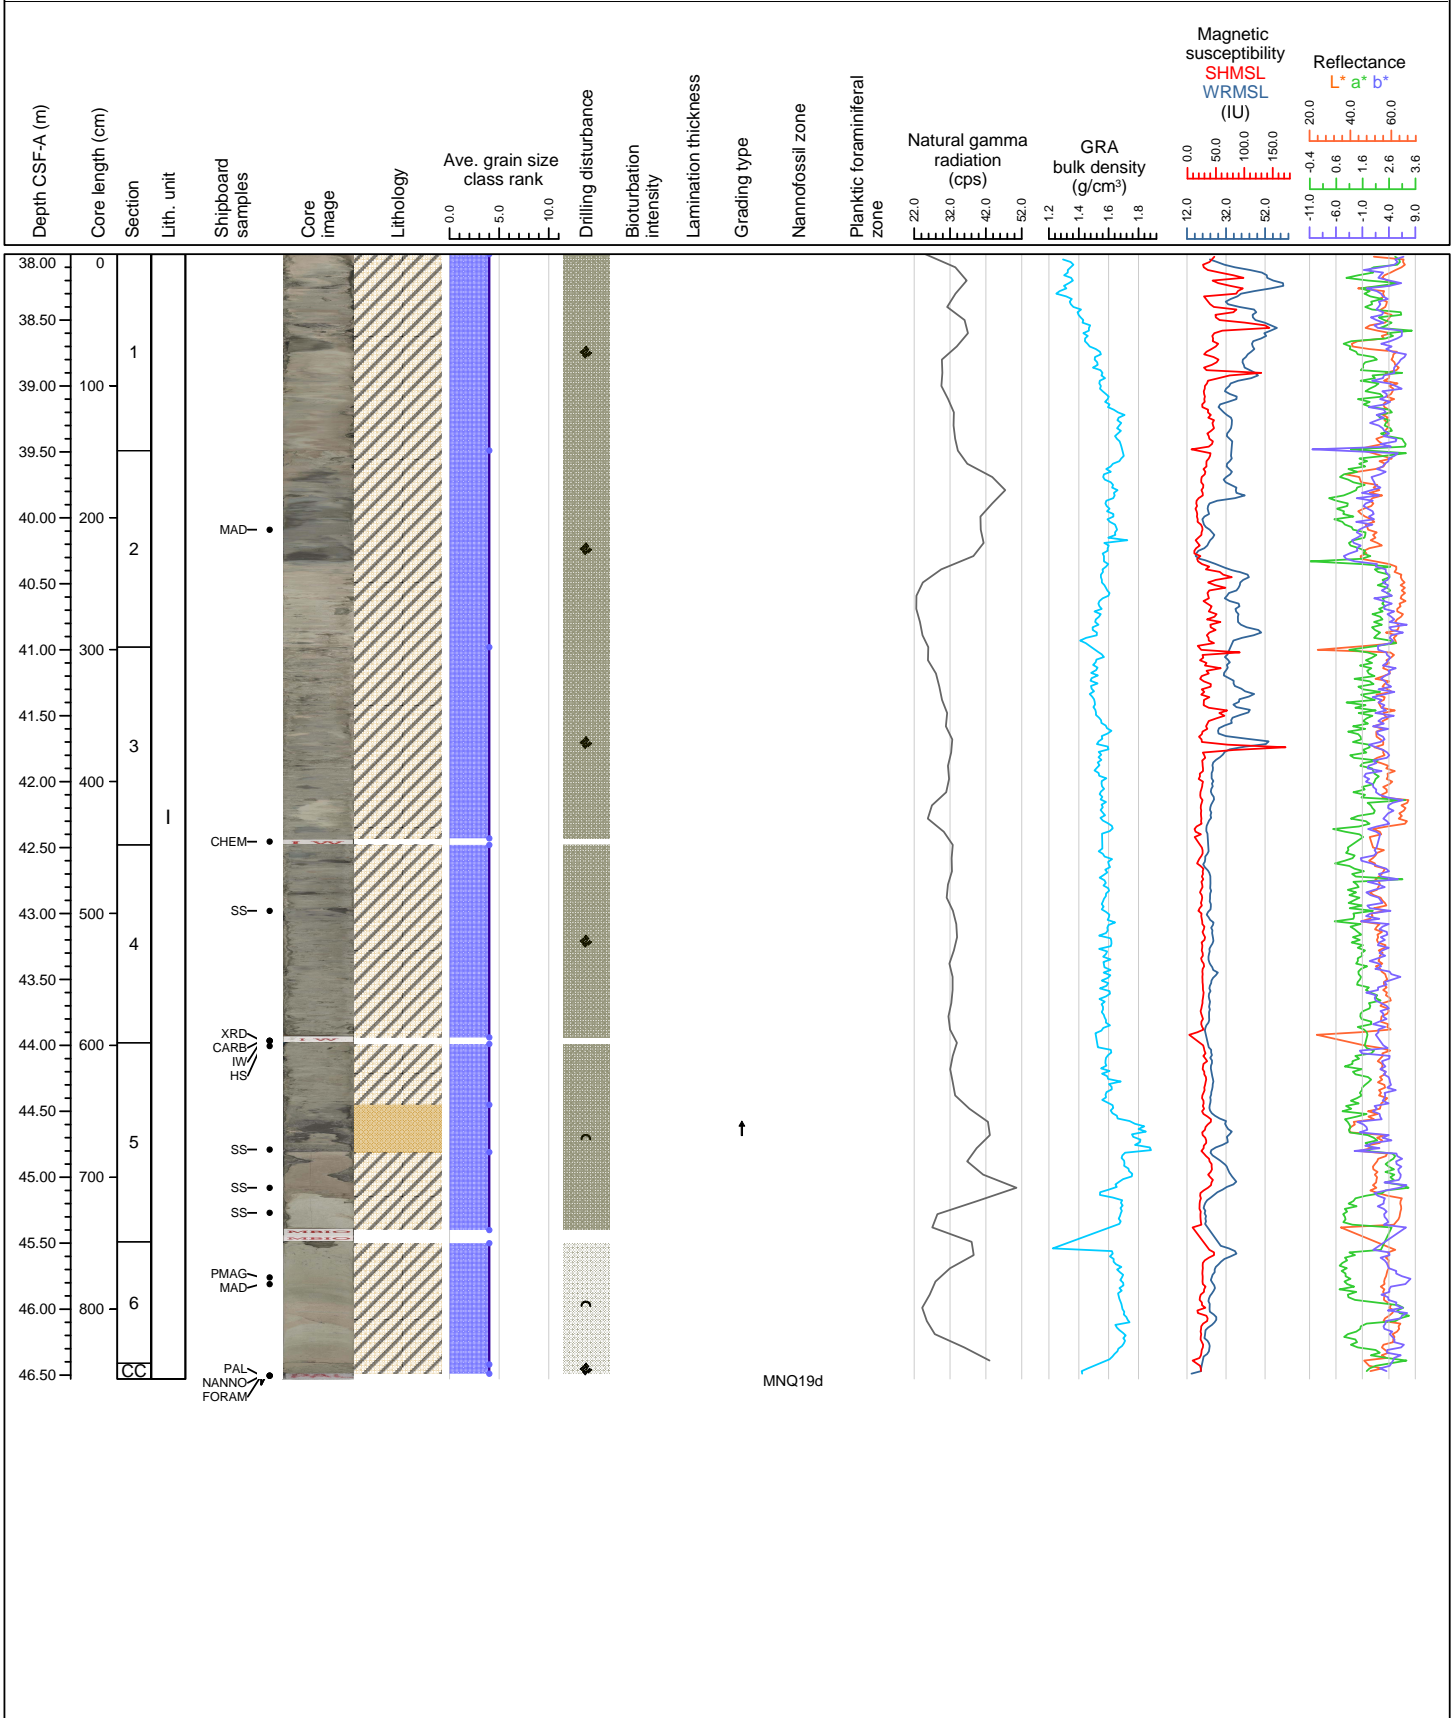 Depth CSF-A (m)
Core length (cm)
Section
Lith. unit
Shipboard
samples
Core
image
Lithology
Ave. grain size
class rank
0.0 5.0 10.0
Drilling disturbance
Bioturbation
intensity
Lamination thickness
Grading type
Nannofossil zone
Planktic foraminiferal
zone
Natural gamma
radiation
(cps)
22.0 32.0 42.0 52.0
GRA
bulk density
(g/cm³)
1.2 1.4 1.6 1.8
Magnetic
susceptibility
SHMSL
WRMSL
(IU)
0.0 50.0 100.0 150.0
12.0 32.0 52.0
Reflectance
L* a* b*
20.0 40.0 60.0
-0.4 0.6 1.6 2.6 3.6
-11.0 -6.0 -1.0 4.0 9.0
38.00 0
38.50
1
39.00 100
39.50
40.00 200
MAD
2
40.50
41.00 300
41.50
3
42.00 400
I
42.50
CHEM
I W
43.00 500
SS
4
43.50
XRD
I W
44.00 600
CARB
IW
HS
44.50
5
SS
45.00 700
SS
SS
MBIO
MBIO
45.50
PMAG
MAD
6
46.00 800
PAL
CC
46.50
PAL
NANNO
MNQ19d
FORAM